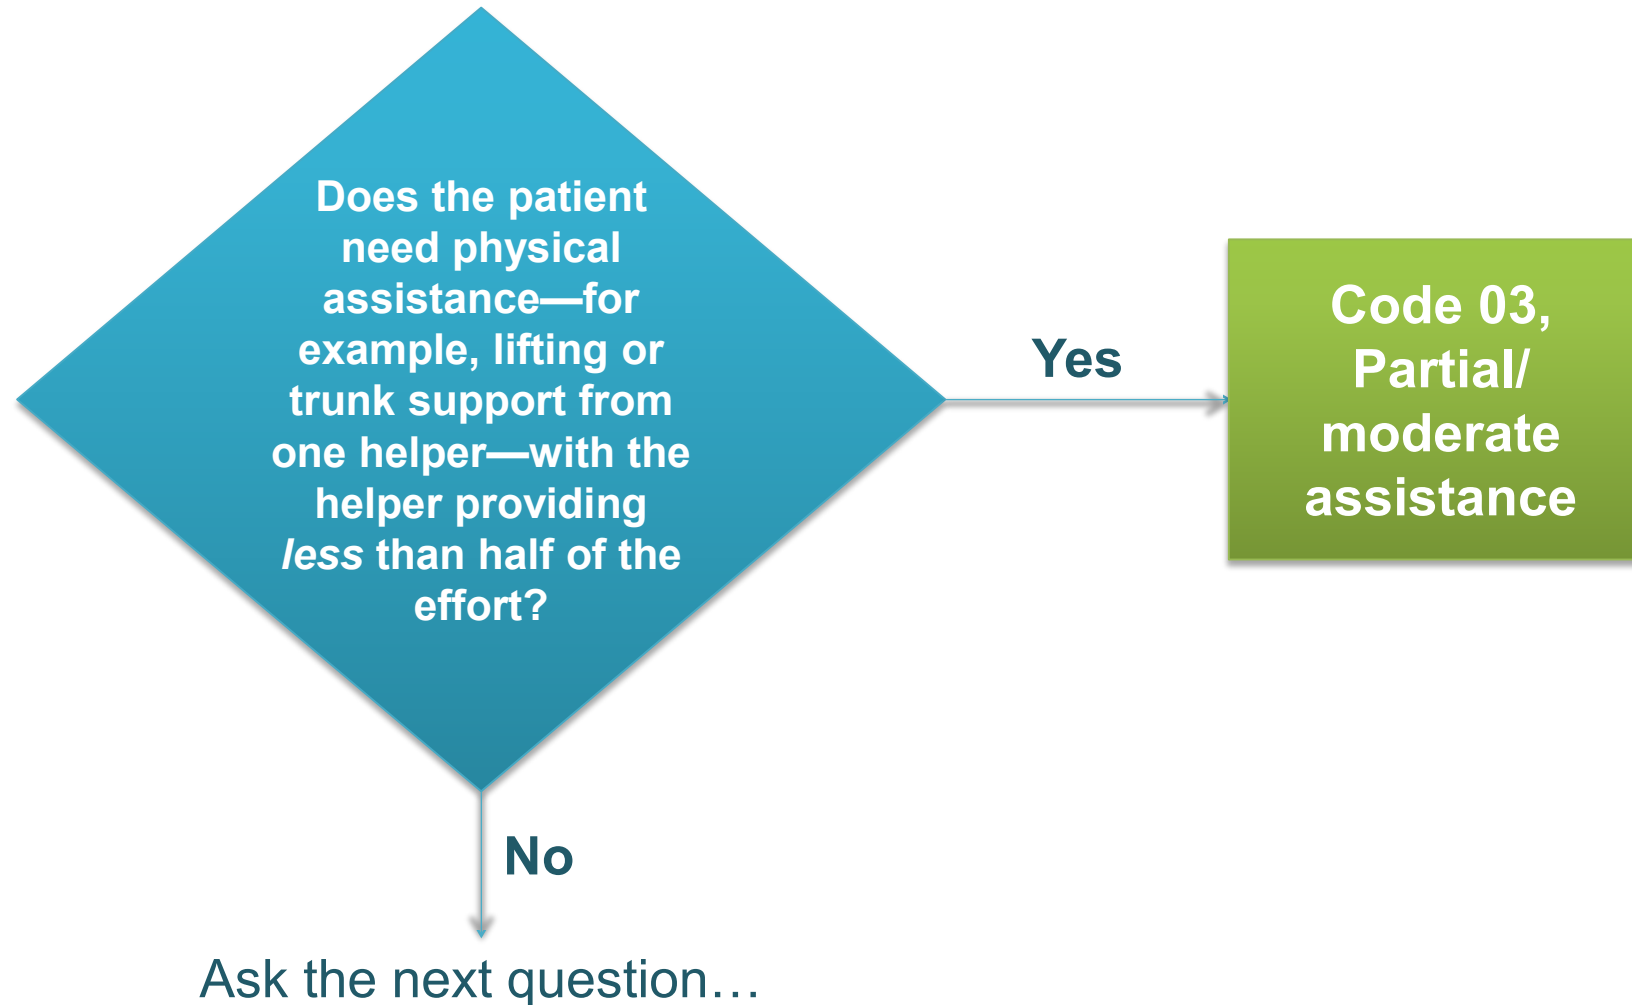 Does the patient
need physical
assistance—for
example, lifting or
trunk support from
one helper—with the
helper providing
less than half of the
effort?
Yes
Code 03,
Partial/
moderate
assistance
No
Ask the next question…